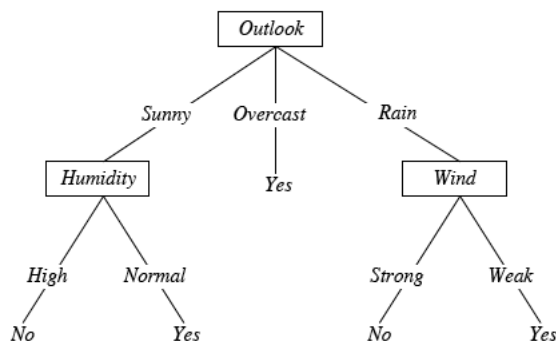 Outlook
Sunny Overcast Rain
Humidity Yes Wind
High Normal Strong Weak
No Yes No Yes